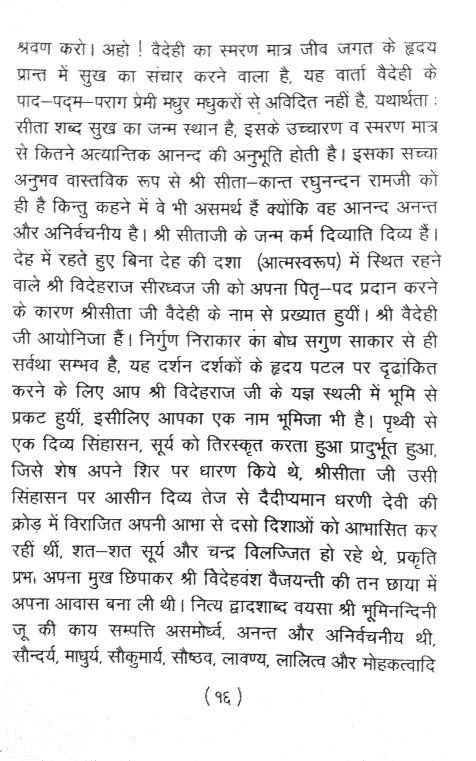 श्रवण करो। अहो ! वैदेही का स्मरण मात्र जीव जगत के हृदय
प्रान्त में सुख का संचार करने वाला है, यह वार्ता वैदेही के
पाद-पद्म-पराग प्रेमी मधुर मधुकरों से अविदित नहीं है, यथार्थता :
सीता शब्द सुख का जन्म स्थान है, इसके उच्चारण व स्मरण मात्र
से कितने अत्यान्तिक आनन्द की अनुभूति होती है। इसका सच्चा
अनुभव वास्तविक रूप से श्री सीता-कान्त रघुनन्दन रामजी को
ही है किन्तु कहने में वे भी असमर्थ हैं क्योंकि वह आनन्द अनन्त
और अनिर्वचनीय है। श्री सीताजी के जन्म कर्म दिव्याति दिव्य हैं।
देह में रहते हुए बिना देह की दशा (आत्मस्वरूप) में स्थित रहने
वाले श्री विदेहराज सीरध्वज जी को अपना पितृ-पद प्रदान करने
के कारण श्रीसीता जी वैदेही के नाम से प्रख्यात हुयीं। श्री वैदेही
जी आयोनिजा हैं। निर्गुण निराकार का बोध सगुण साकार से ही
सर्वथा सम्भव है, यह दर्शन दर्शकों के हृदय पटल पर दृढांकित
करने के लिए आप श्री विदेहराज जी के यज्ञ स्थली में भूमि से
प्रकट हुयीं, इसीलिए आपका एक नाम भूमिजा भी है। पृथ्वी से
एक दिव्य सिंहासन, सूर्य को तिरस्कृत करता हुआ प्रादुर्भूत हुआ,
जिसे शेष अपने शिर पर धारण किये थे, श्रीसीता जी उसी
सिंहासन पर आसीन दिव्य तेज से दैदीप्यमान धरणी देवी की
क्रोड़ में विराजित अपनी आभा से दसो दिशाओं को आभासित कर
रहीं थीं, शत-शत सूर्य और चन्द्र विलज्जित हो रहे थे, प्रकृति
प्रभा अपना मुख छिपाकर श्री विदेहवंश वैजयन्ती की तन छाया में
अपना आवास बना ली थी। नित्य द्वादशाब्द वयसा श्री भूमिनन्दिनी
जू की काय सम्पत्ति असमोर्ध्व, अनन्त और अनिर्वचनीय थी,
सौन्दर्य, माधुर्य, सौकुमार्य, सौष्ठव, लावण्य, लालित्व और मोहकत्वादि
(१६)